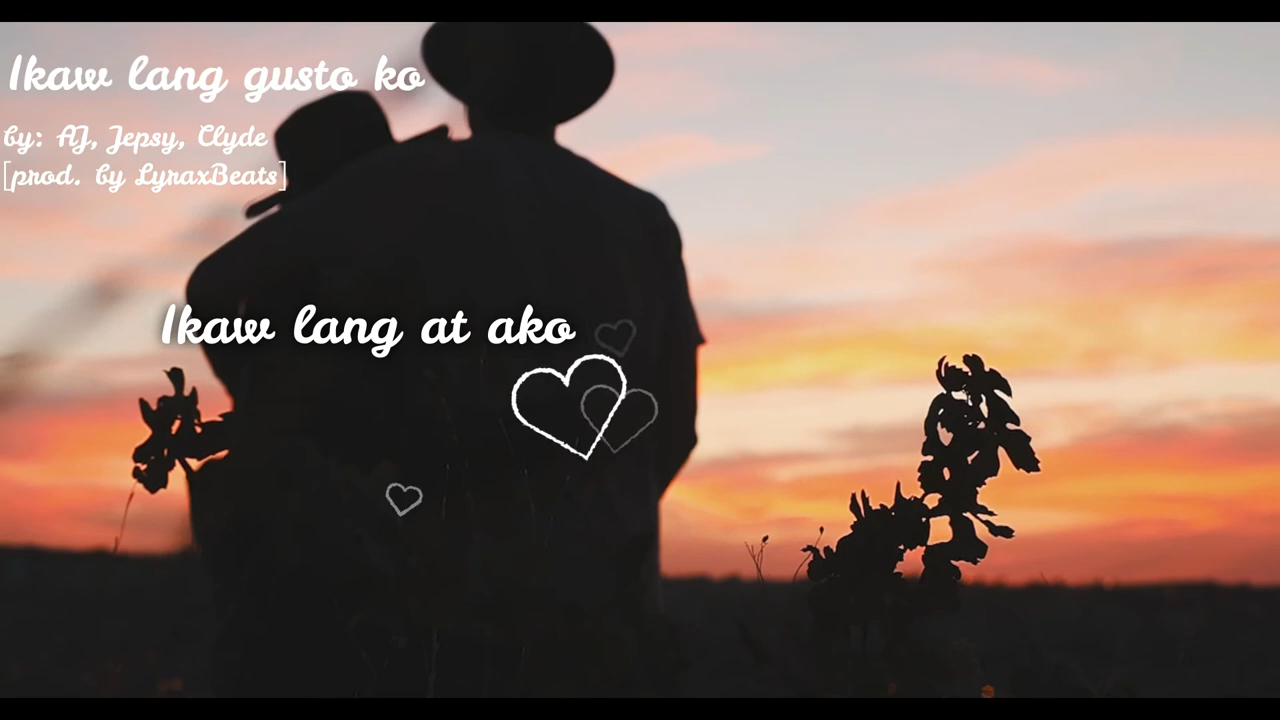 Ikaw lang gusto ko
by: AJ, Jepsy, Clyde
[prod. by LyraxBeats]
Ikaw lang at ako